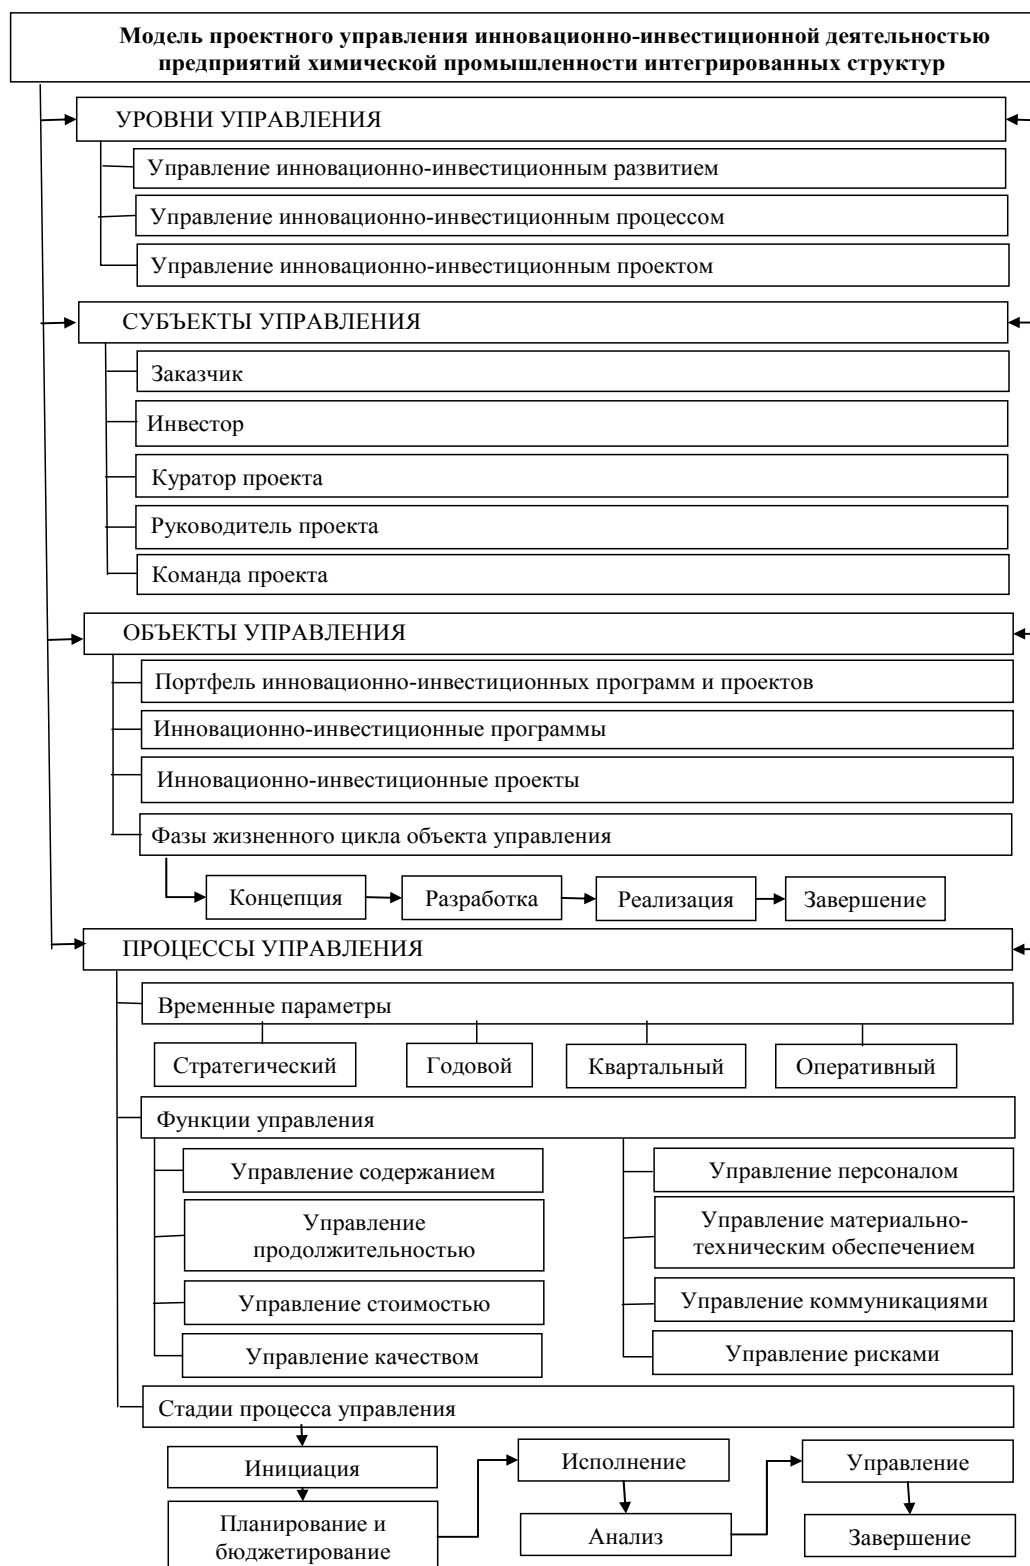 Модель проектного управления инновационно-инвестиционной деятельностью
предприятий химической промышленности интегрированных структур
УРОВНИ УПРАВЛЕНИЯ
Управление инновационно-инвестиционным развитием
Управление инновационно-инвестиционным процессом
Управление инновационно-инвестиционным проектом
СУБЪЕКТЫ УПРАВЛЕНИЯ
Заказчик
Инвестор
Куратор проекта
Руководитель проекта
Команда проекта
ОБЪЕКТЫ УПРАВЛЕНИЯ
Портфель инновационно-инвестиционных программ и проектов
Инновационно-инвестиционные программы
Инновационно-инвестиционные проекты
Фазы жизненного цикла объекта управления
Концепция
Разработка
Реализация
Завершение
ПРОЦЕССЫ УПРАВЛЕНИЯ
Временные параметры
Стратегический
Годовой
Квартальный
Оперативный
Функции управления
Управление содержанием
Управление
продолжительностью
Управление стоимостью
Управление качеством
Управление персоналом
Управление материально-
техническим обеспечением
Управление коммуникациями
Управление рисками
Стадии процесса управления
Инициация
Планирование и
бюджетирование
Исполнение
Анализ
Управление
Завершение